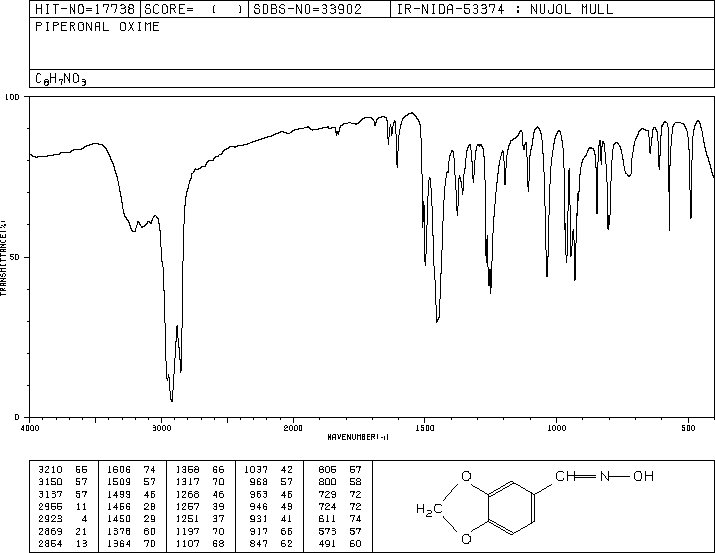 HIT-NO=17738 SCORE= ( ) SDBS-NO=33902 IR-NIDA-53374 : NUJOL MULL
PIPERONAL OXIME
C8H7NO3
100
50
0
TRANSMITTANCE(%)
4000 3000 2000 1500 1000 500
WAVENUMBER(-1)
3210 55 1606 74 1368 66 1037 42 806 57
3150 57 1509 57 1317 70 968 57 800 58
3137 57 1499 46 1268 46 963 46 729 72
2955 11 1456 28 1257 39 946 49 724 72
2923 4 1450 29 1251 37 931 41 611 74
2869 21 1378 60 1197 70 917 66 573 57
2854 13 1364 70 1107 68 847 62 491 60
O
CH N OH
H2C
O